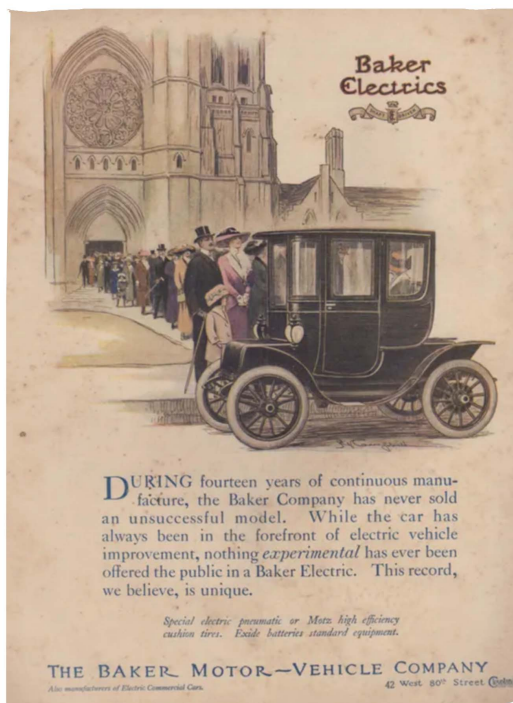 Baker
Electrics
DURING fourteen years of continuous manu-
facture, the Baker Company has never sold
an unsuccessful model. While the car has
always been in the forefront of electric vehicle
improvement, nothing experimental has ever been
offered the public in a Baker Electric. This record,
we believe, is unique.
Special electric pneumatic or Motz high efficiency
cushion tires. Exide batteries standard equipment.
THE BAKER MOTOR-VEHICLE COMPANY
Also manufacturers of Electric Commercial Cars.
42 West 80th Street